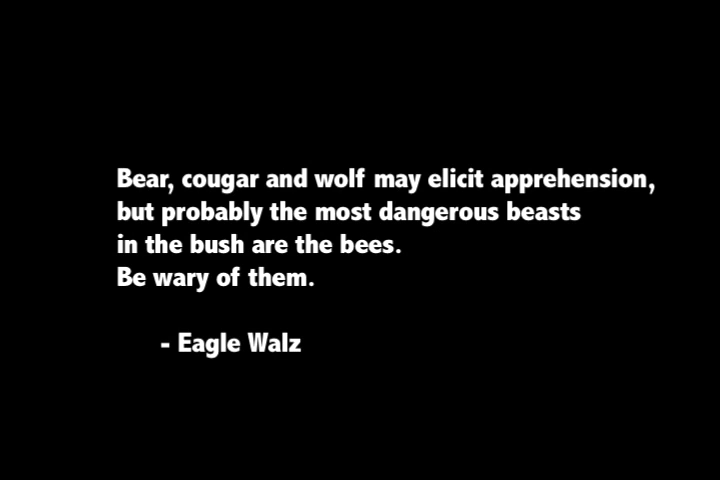 Bear, cougar and wolf may elicit apprehension,
but probably the most dangerous beasts
in the bush are the bees.
Be wary of them.
- Eagle Walz